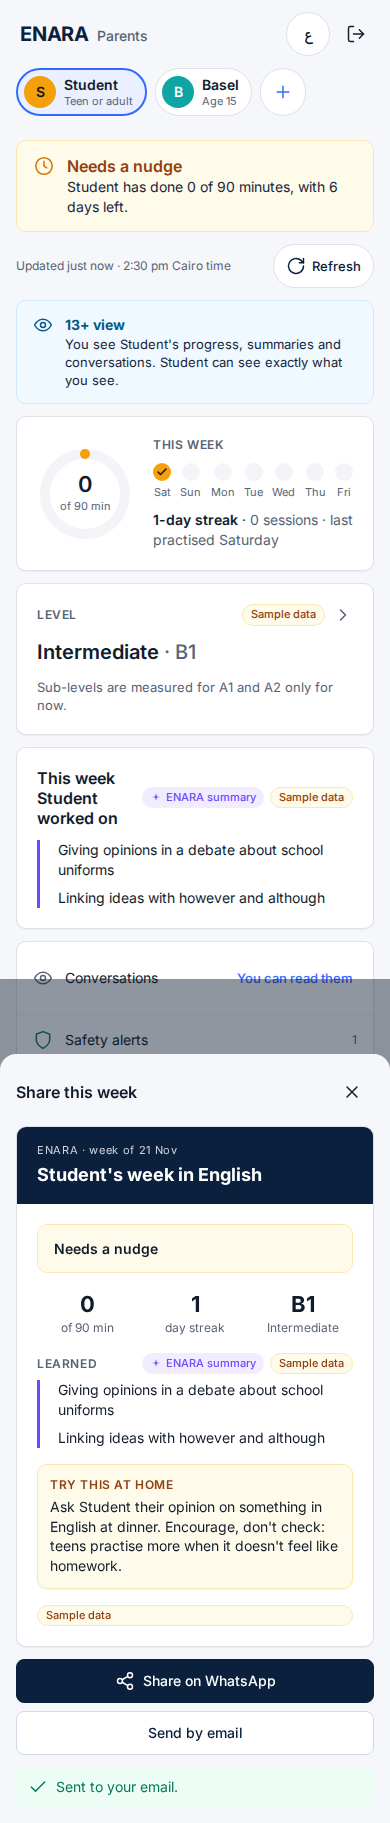 ENARA Parents
ع
S Student
Teen or adult
B Basel
Age 15
Needs a nudge
Student has done 0 of 90 minutes, with 6
days left.
Updated just now · 2:30 pm Cairo time
Refresh
13+ view
You see Student's progress, summaries and
conversations. Student can see exactly what
you see.
0
of 90 min
THIS WEEK
Sat Sun Mon Tue Wed Thu Fri
1-day streak · 0 sessions · last
practised Saturday
LEVEL
Sample data
Intermediate · B1
Sub-levels are measured for A1 and A2 only for
now.
This week
Student
worked on
ENARA summary
Sample data
Giving opinions in a debate about school
uniforms
Linking ideas with however and although
Conversations
You can read them
Safety alerts
1
Share this week
ENARA · week of 21 Nov
Student's week in English
Needs a nudge
0 1 B1
of 90 min day streak Intermediate
LEARNED
ENARA summary
Sample data
Giving opinions in a debate about school
uniforms
Linking ideas with however and although
TRY THIS AT HOME
Ask Student their opinion on something in
English at dinner. Encourage, don't check:
teens practise more when it doesn't feel like
homework.
Sample data
Share on WhatsApp
Send by email
Sent to your email.